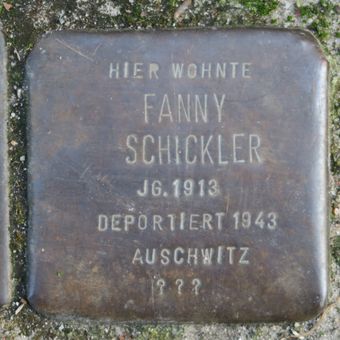 HIER WOHNTE
FANNY
SCHICKLER
JG. 1913
DEPORTIERT 1943
AUSCHWITZ
? ? ?